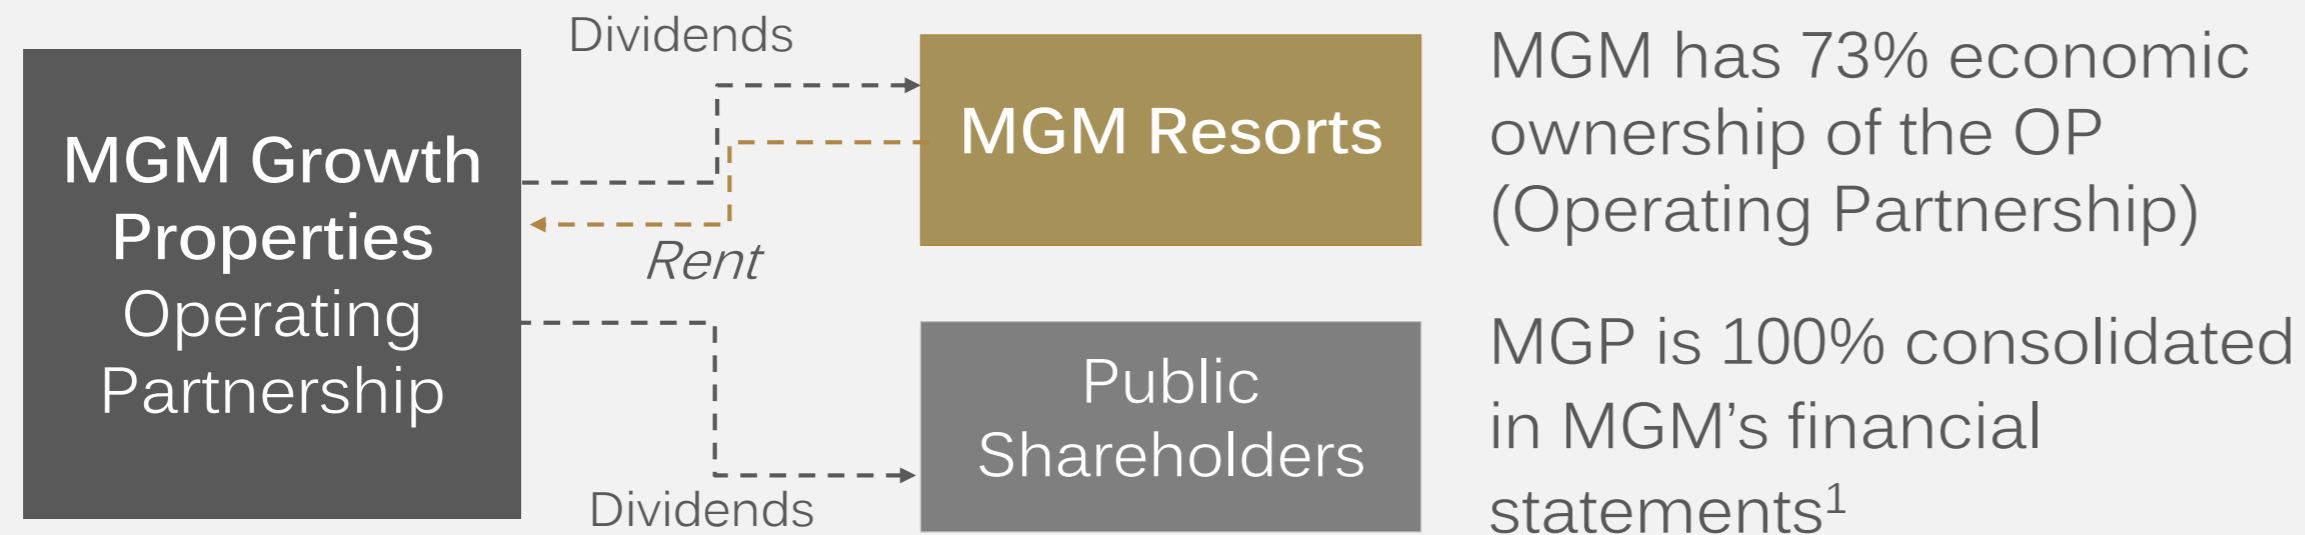 MGM Growth
Properties
Operating
Partnership
Dividends
Rent
Dividends
MGM Resorts
Public
Shareholders
MGM has 73% economic
ownership of the OP
(Operating Partnership)
MGP is 100% consolidated
in MGM’s financial
statements¹